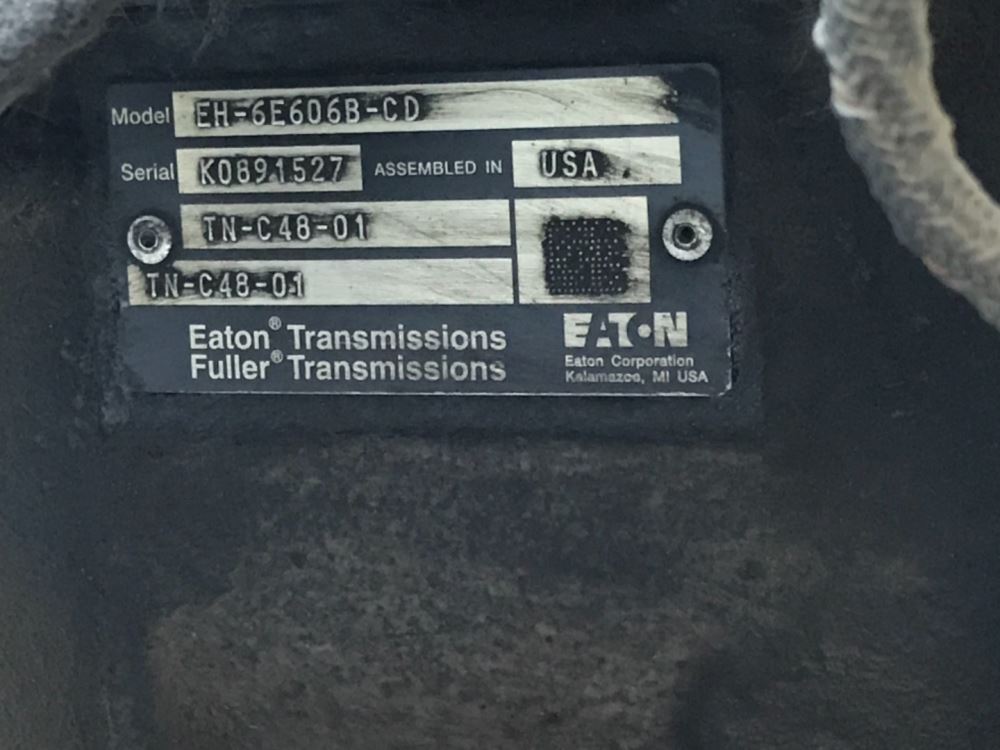 Model EH-6E606B-CD
Serial K0891527 ASSEMBLED IN USA
TN-C48-01
TN-C48-01
Eaton® Transmissions
Fuller® Transmissions
EATON
Eaton Corporation
Kalamazoo, MI USA